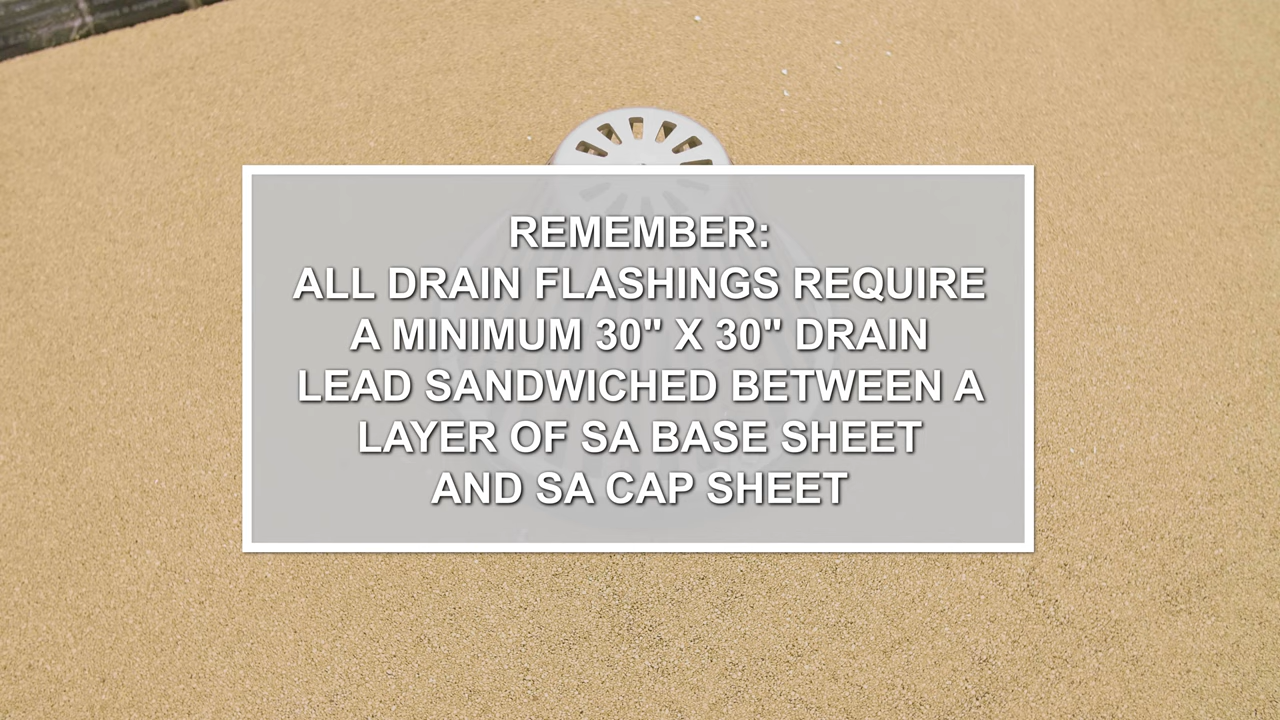 REMEMBER:
ALL DRAIN FLASHINGS REQUIRE
A MINIMUM 30" X 30" DRAIN
LEAD SANDWICHED BETWEEN A
LAYER OF SA BASE SHEET
AND SA CAP SHEET